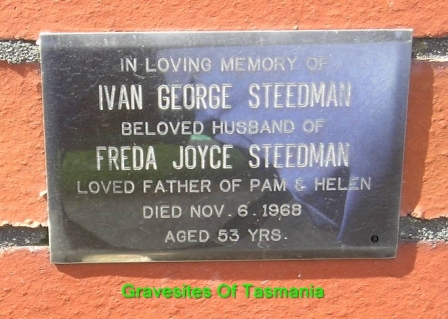 IN LOVING MEMORY OF
IVAN GEORGE STEEDMAN
BELOVED HUSBAND OF
FREDA JOYCE STEEDMAN
LOVED FATHER OF PAM & HELEN
DIED NOV. 6. 1968
AGED 53 YRS.
Gravesites Of Tasmania